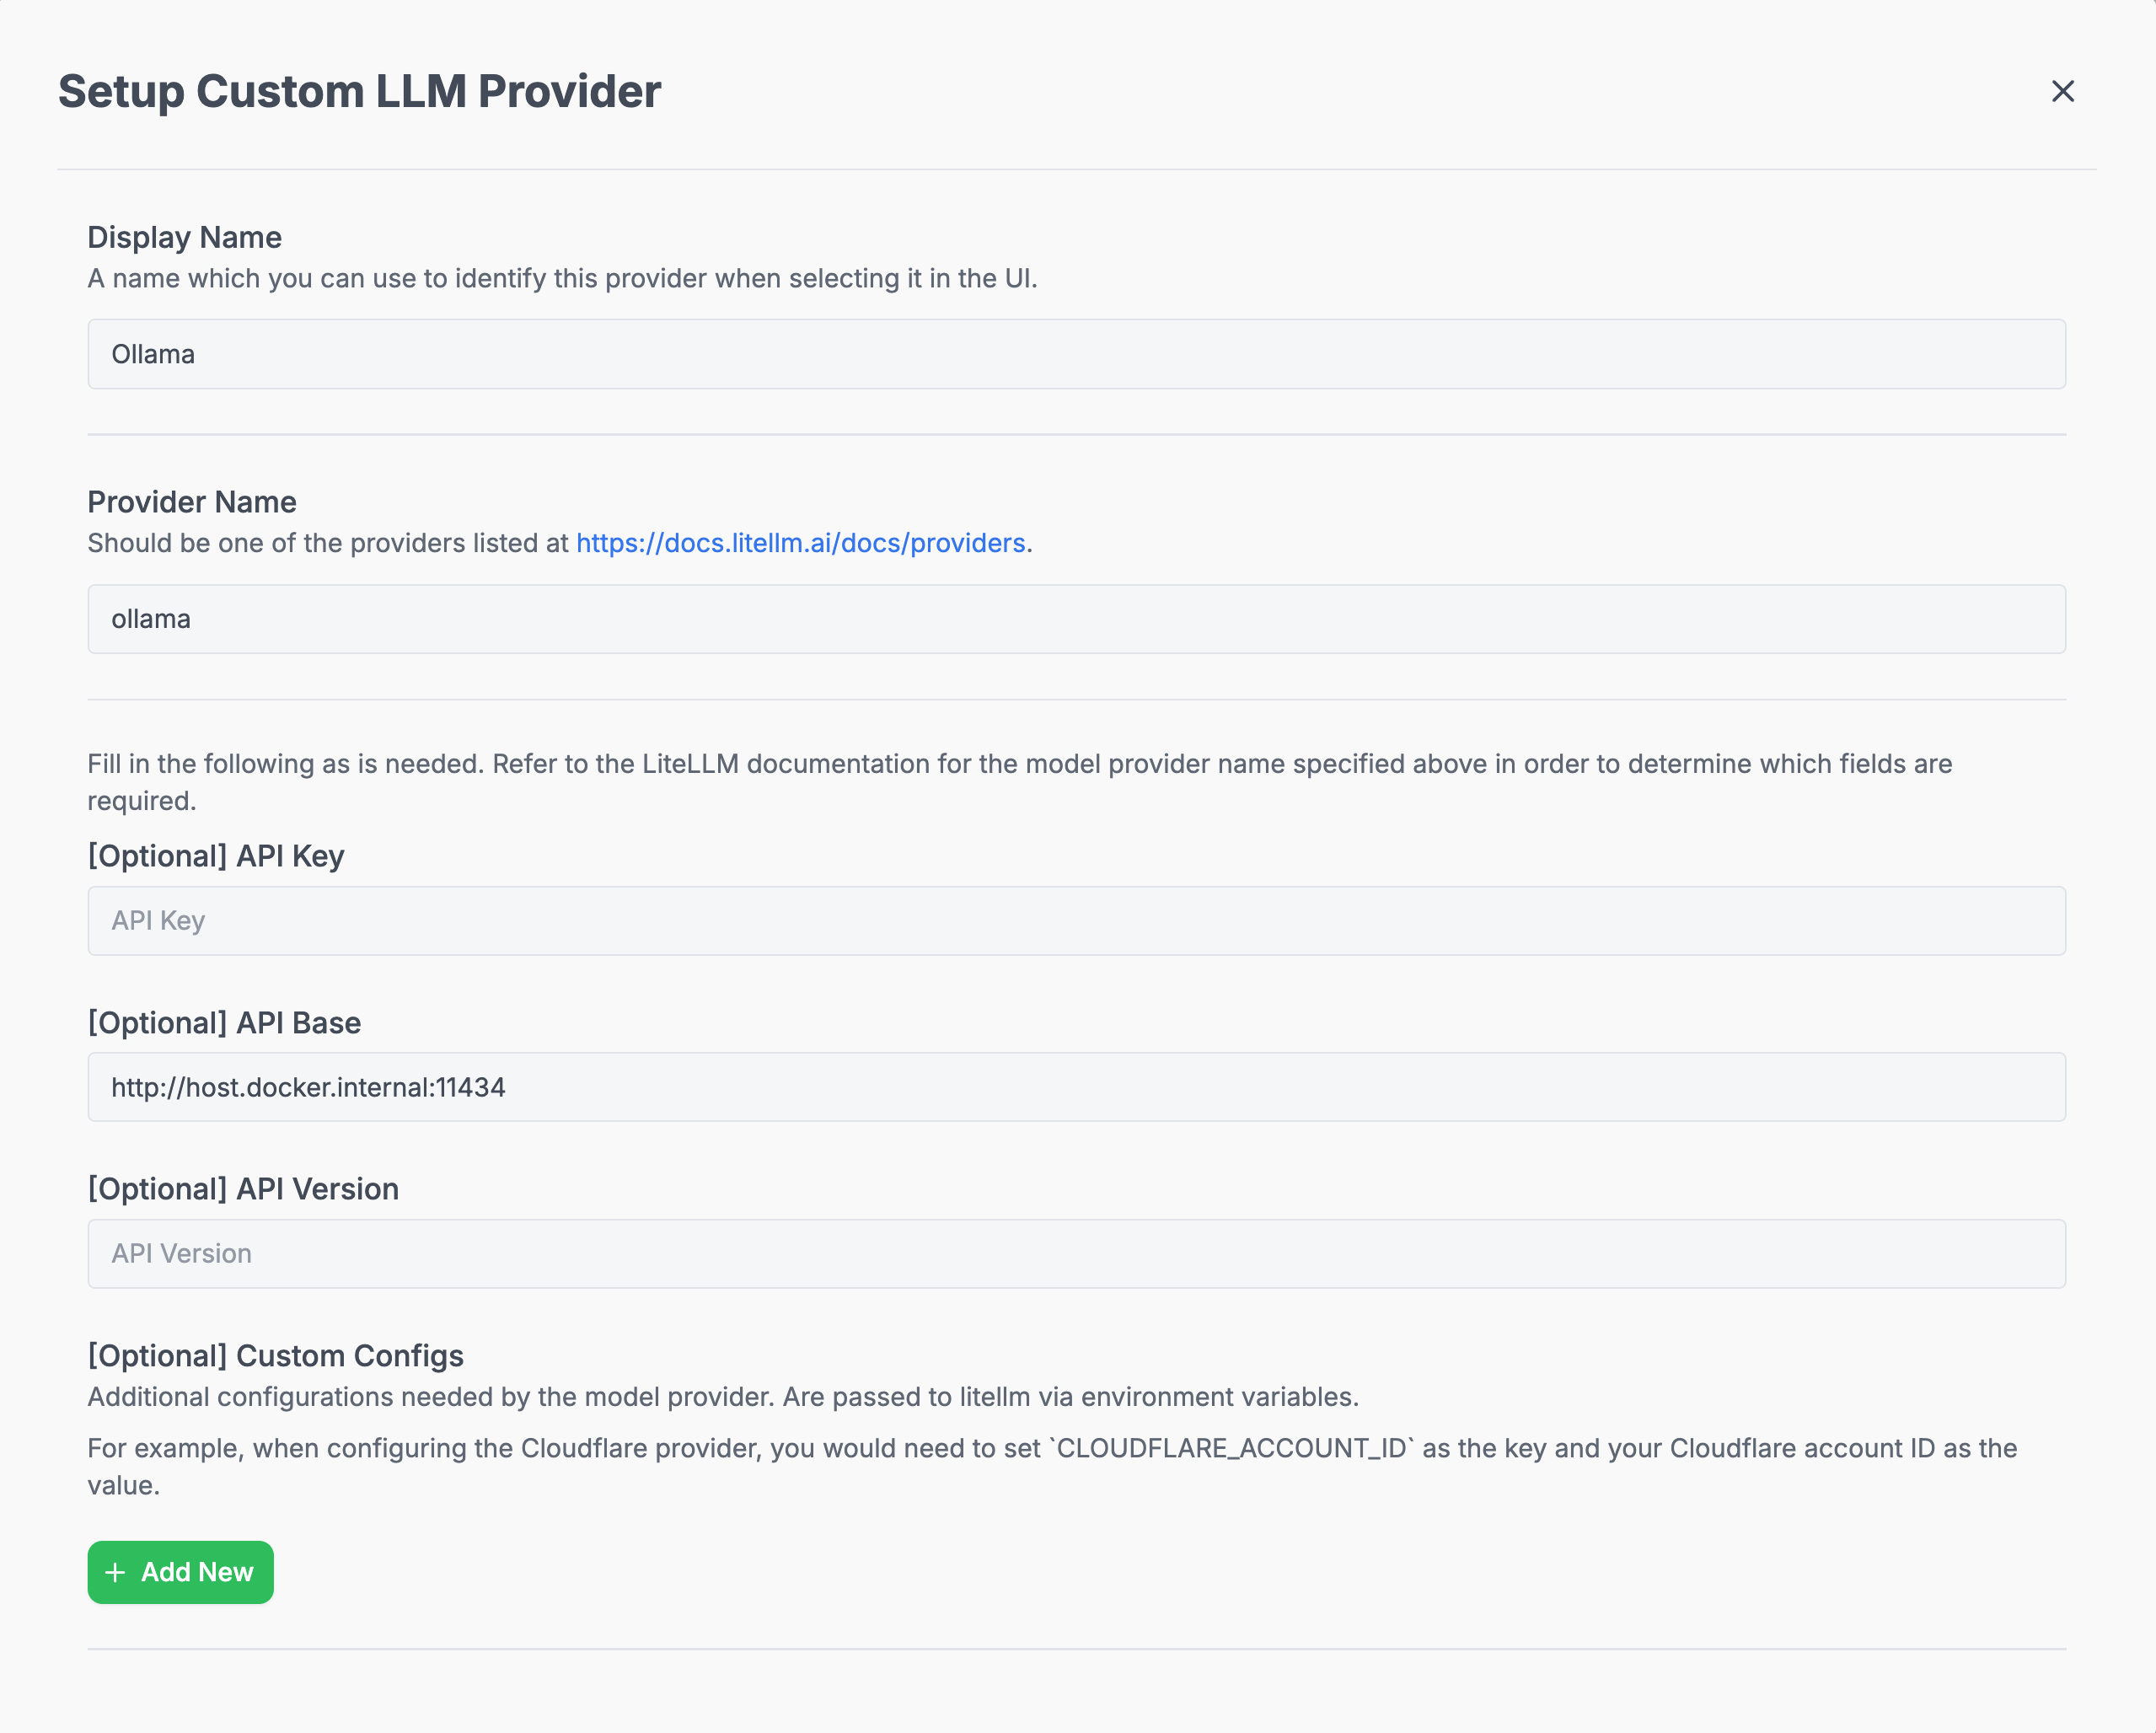 Setup Custom LLM Provider
Display Name
A name which you can use to identify this provider when selecting it in the UI.
Ollama
Provider Name
Should be one of the providers listed at https://docs.litellm.ai/docs/providers.
ollama
Fill in the following as is needed. Refer to the LiteLLM documentation for the model provider name specified above in order to determine which fields are
required.
[Optional] API Key
API Key
[Optional] API Base
http://host.docker.internal:11434
[Optional] API Version
API Version
[Optional] Custom Configs
Additional configurations needed by the model provider. Are passed to litellm via environment variables.
For example, when configuring the Cloudflare provider, you would need to set `CLOUDFLARE_ACCOUNT_ID` as the key and your Cloudflare account ID as the
value.
Add New